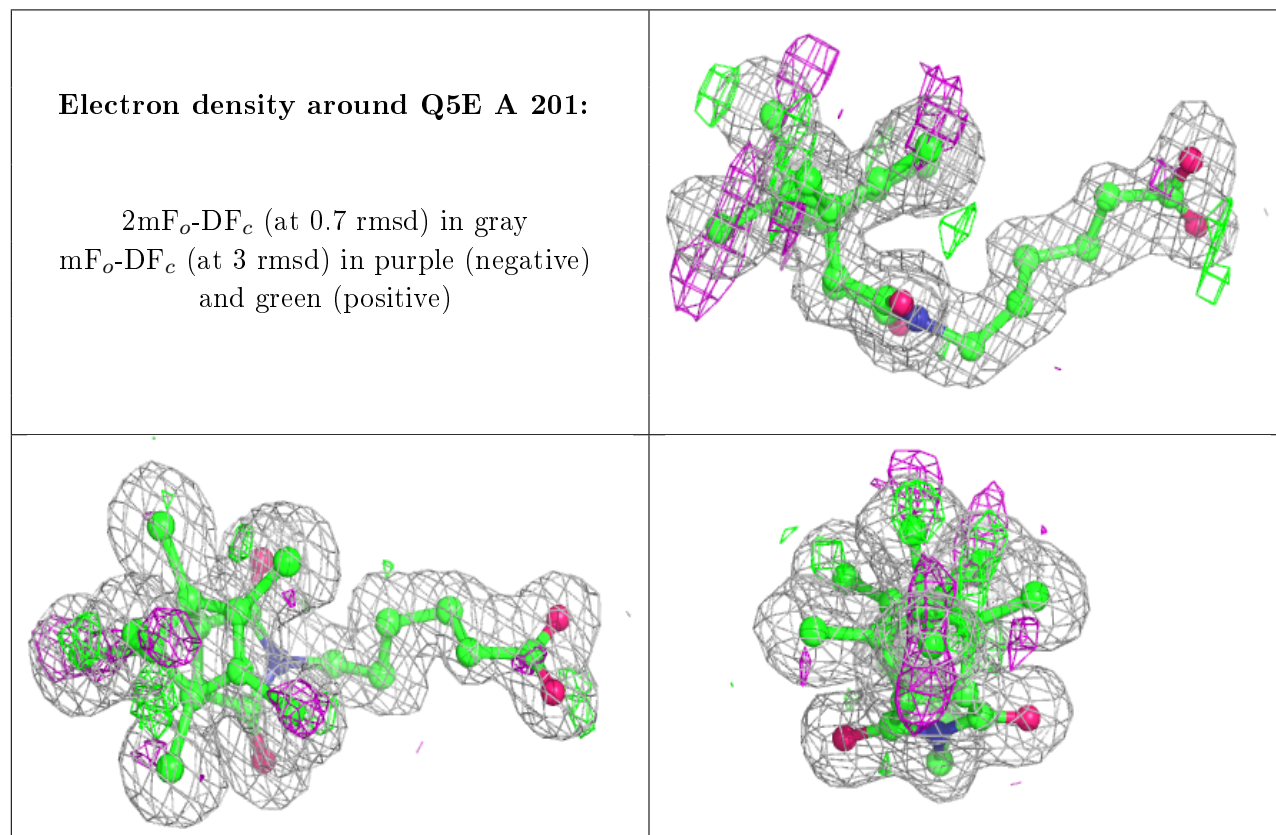 Electron density around Q5E A 201:
2mFo-DFc (at 0.7 rmsd) in gray
mFo-DFc (at 3 rmsd) in purple (negative)
and green (positive)